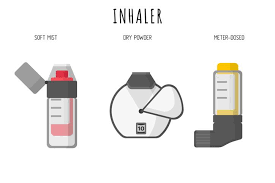 INHALER
SOFT MIST
DRY POWDER
METER-DOSED
10